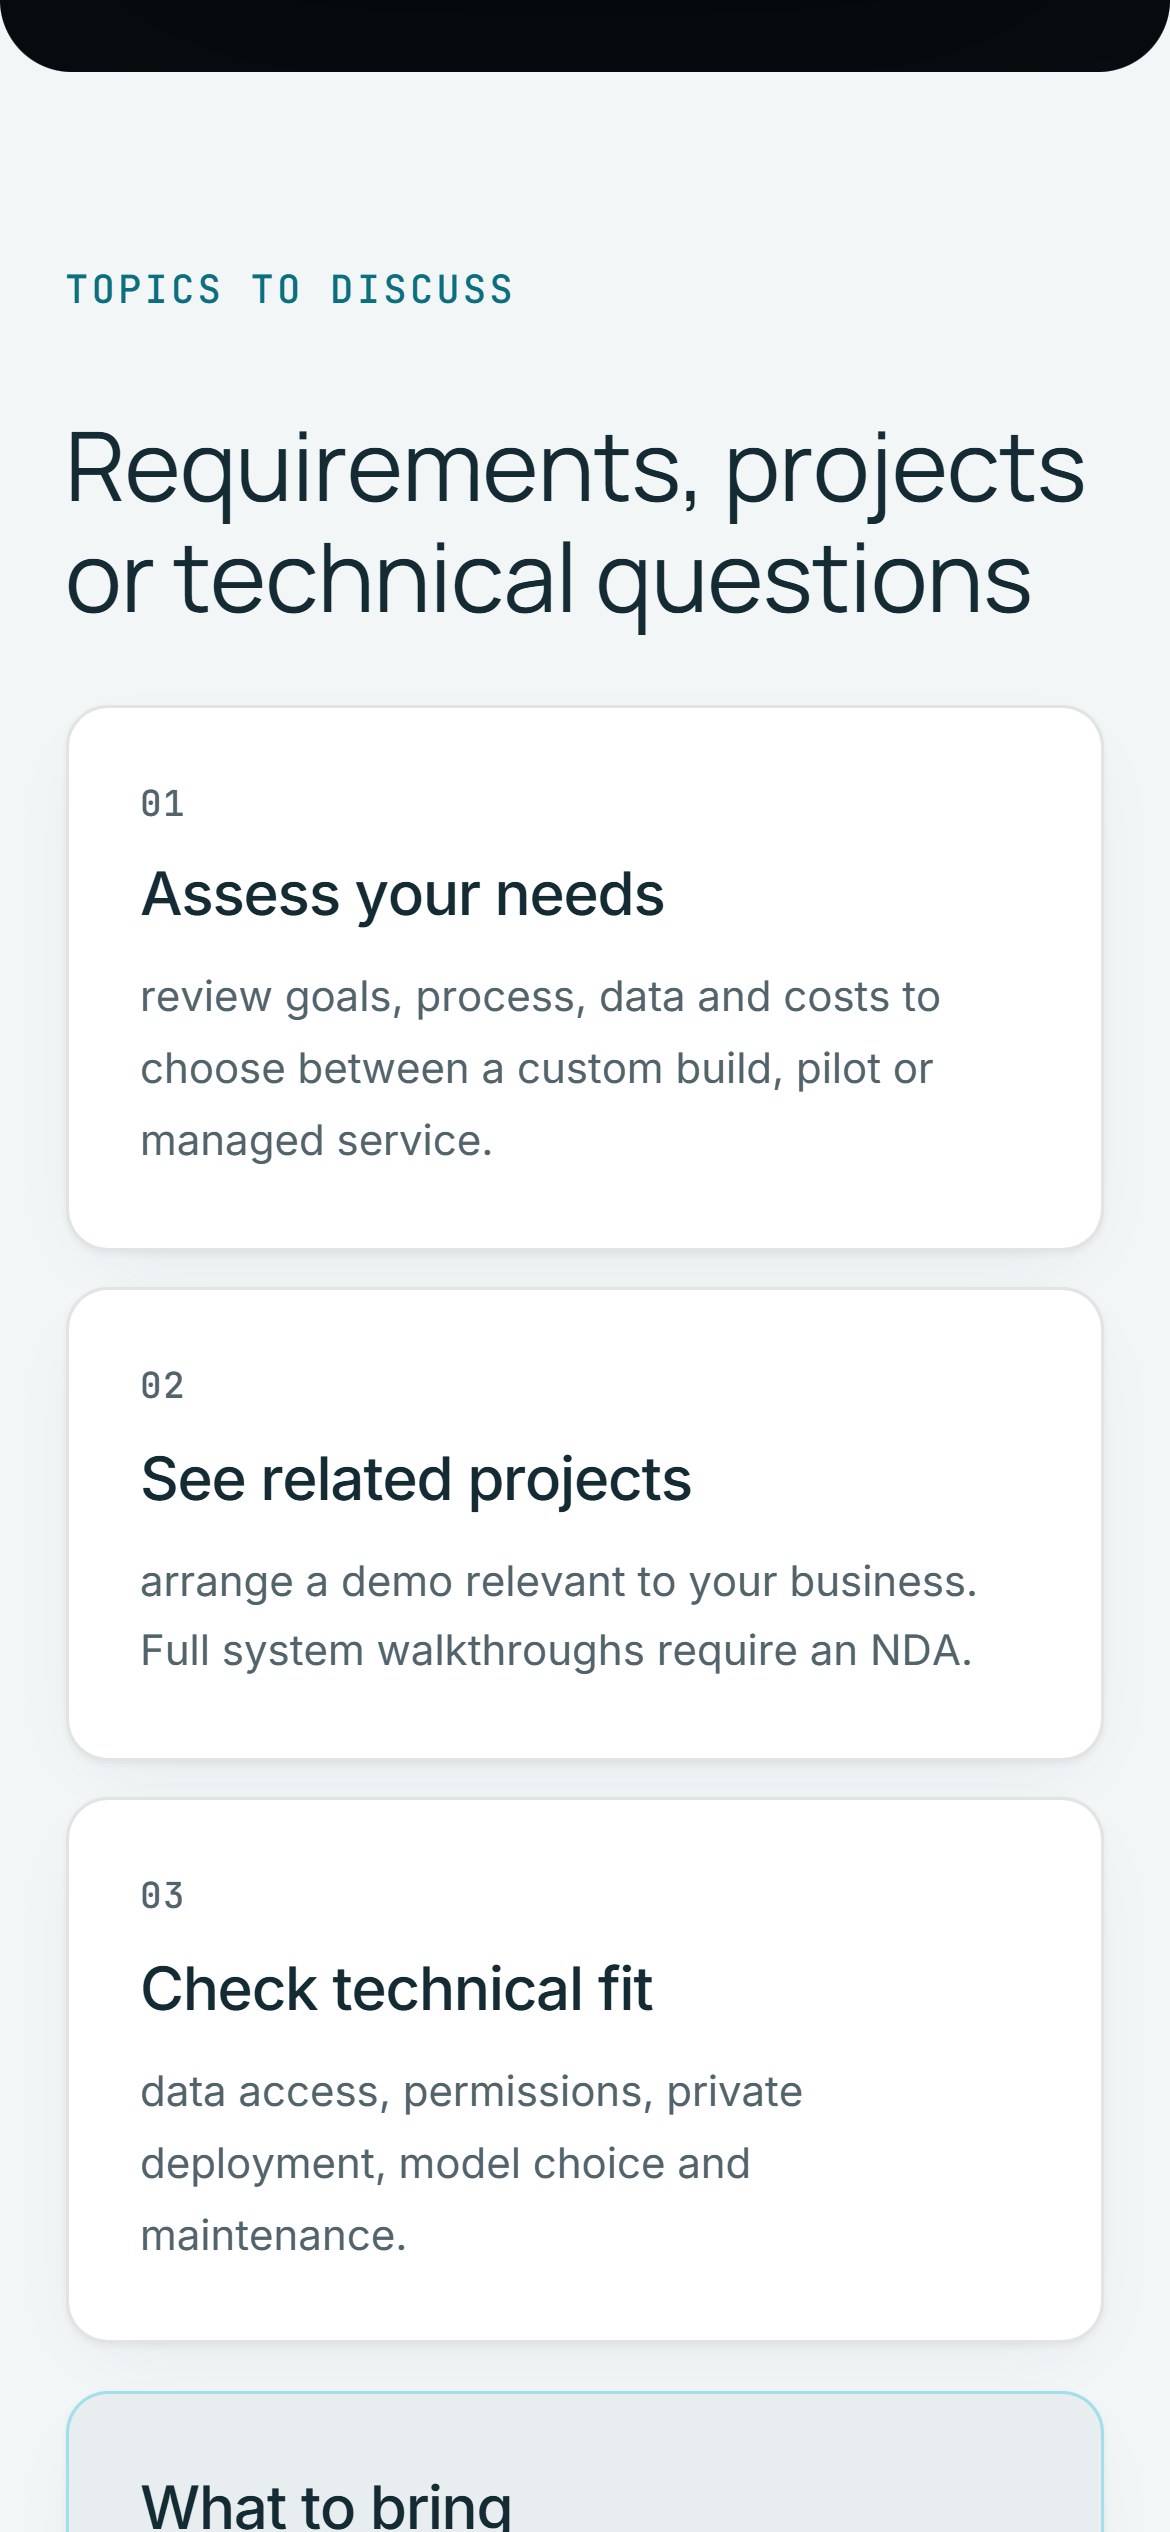 TOPICS TO DISCUSS
Requirements, projects
or technical questions
01
Assess your needs
review goals, process, data and costs to
choose between a custom build, pilot or
managed service.
02
See related projects
arrange a demo relevant to your business.
Full system walkthroughs require an NDA.
03
Check technical fit
data access, permissions, private
deployment, model choice and
maintenance.
What to bring